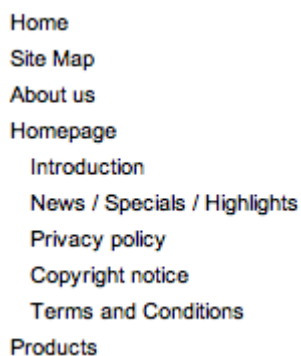 Home
Site Map
About us
Homepage
Introduction
News / Specials / Highlights
Privacy policy
Copyright notice
Terms and Conditions
Products